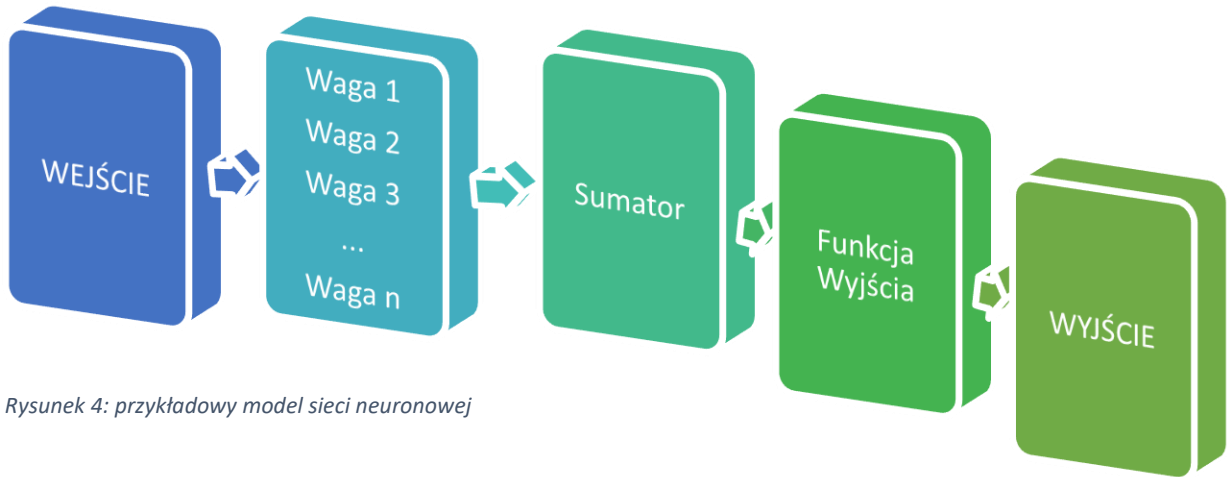 WEJŚCIE
Waga 1
Waga 2
Waga 3
...
Waga n
Sumator
Funkcja
Wyjścia
WYJŚCIE
Rysunek 4: przykładowy model sieci neuronowej